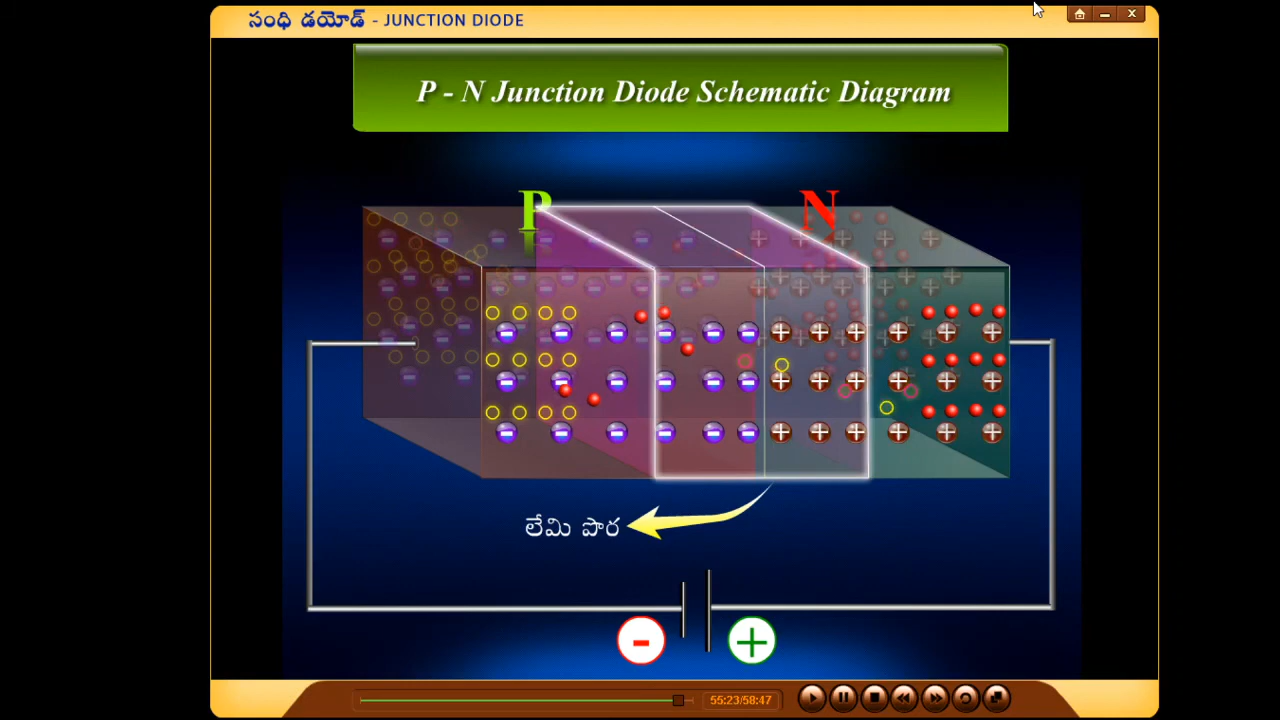 సంధి డయోడ్ - JUNCTION DIODE
P - N Junction Diode Schematic Diagram
P
N
లేమి పొర
- +
55:23/58:47